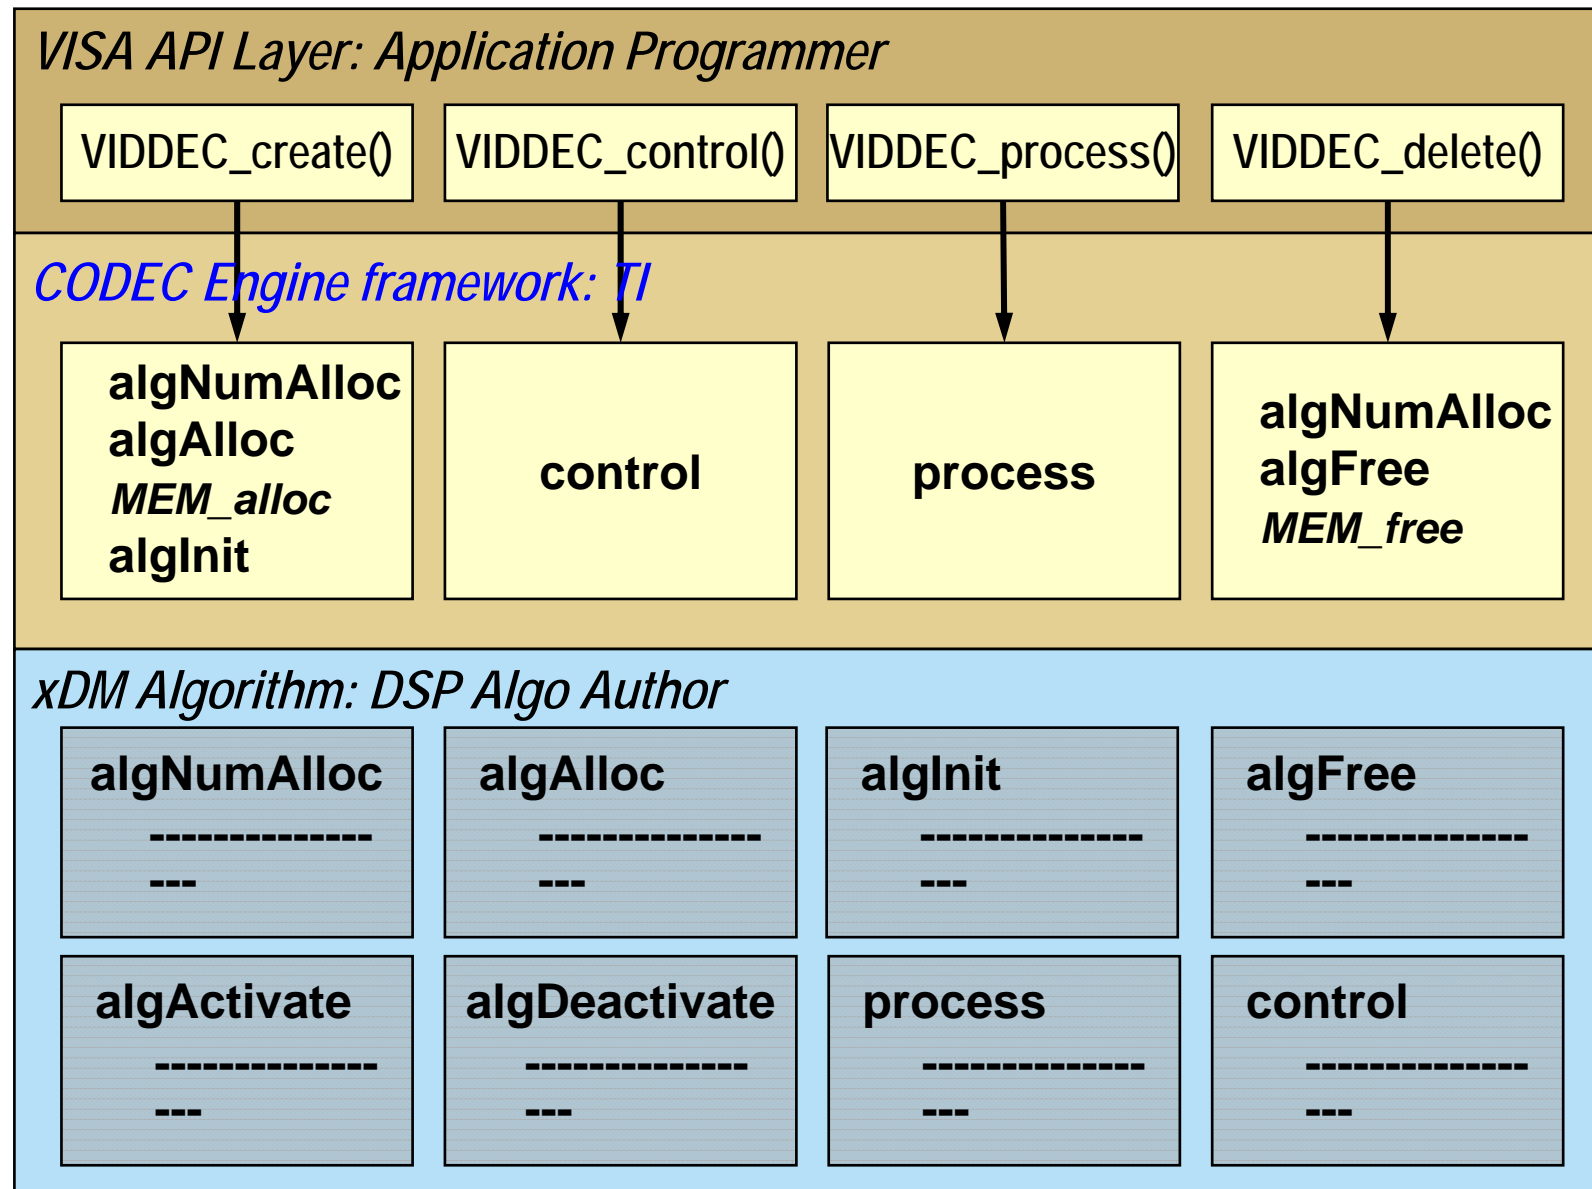 VISA API Layer: Application Programmer
VIDDEC_create()
VIDDEC_control()
VIDDEC_process()
VIDDEC_delete()
CODEC Engine framework: TI
algNumAlloc
algAlloc
MEM_alloc
algInit
control
process
algNumAlloc
algFree
MEM_free
xDM Algorithm: DSP Algo Author
algNumAlloc
--------------
---
algAlloc
--------------
---
algInit
--------------
---
algFree
--------------
---
algActivate
--------------
---
algDeactivate
--------------
---
process
--------------
---
control
--------------
---